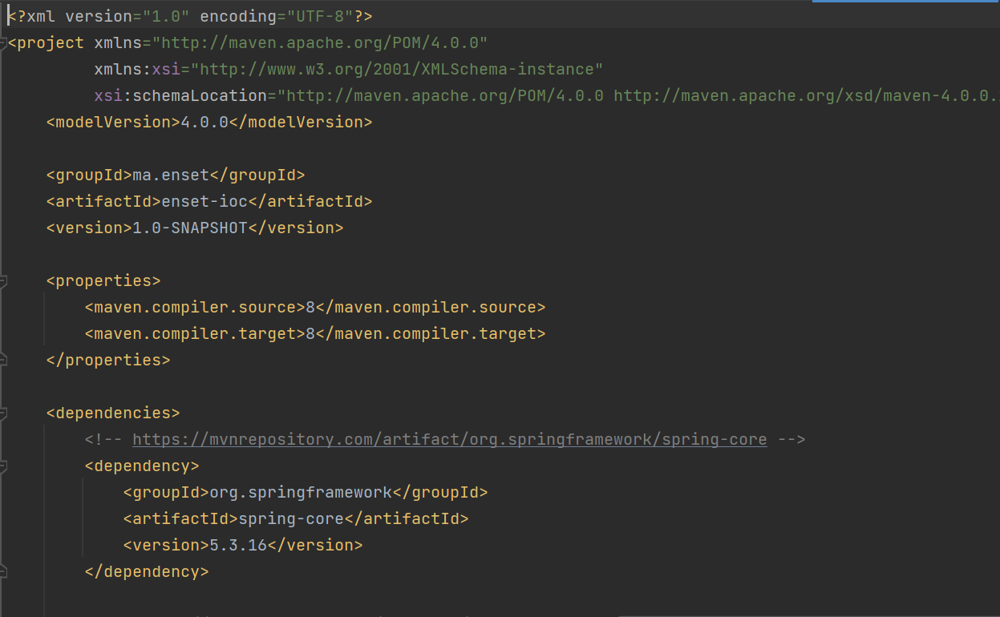 <?xml version="1.0" encoding="UTF-8"?>
<project xmlns="http://maven.apache.org/POM/4.0.0"
xmlns:xsi="http://www.w3.org/2001/XMLSchema-instance"
xsi:schemaLocation="http://maven.apache.org/POM/4.0.0 http://maven.apache.org/xsd/maven-4.0.0.
<modelVersion>4.0.0</modelVersion>
<groupId>ma.enset</groupId>
<artifactId>enset-ioc</artifactId>
<version>1.0-SNAPSHOT</version>
<properties>
<maven.compiler.source>8</maven.compiler.source>
<maven.compiler.target>8</maven.compiler.target>
</properties>
<dependencies>
<!-- https://mvnrepository.com/artifact/org.springframework/spring-core -->
<dependency>
<groupId>org.springframework</groupId>
<artifactId>spring-core</artifactId>
<version>5.3.16</version>
</dependency>